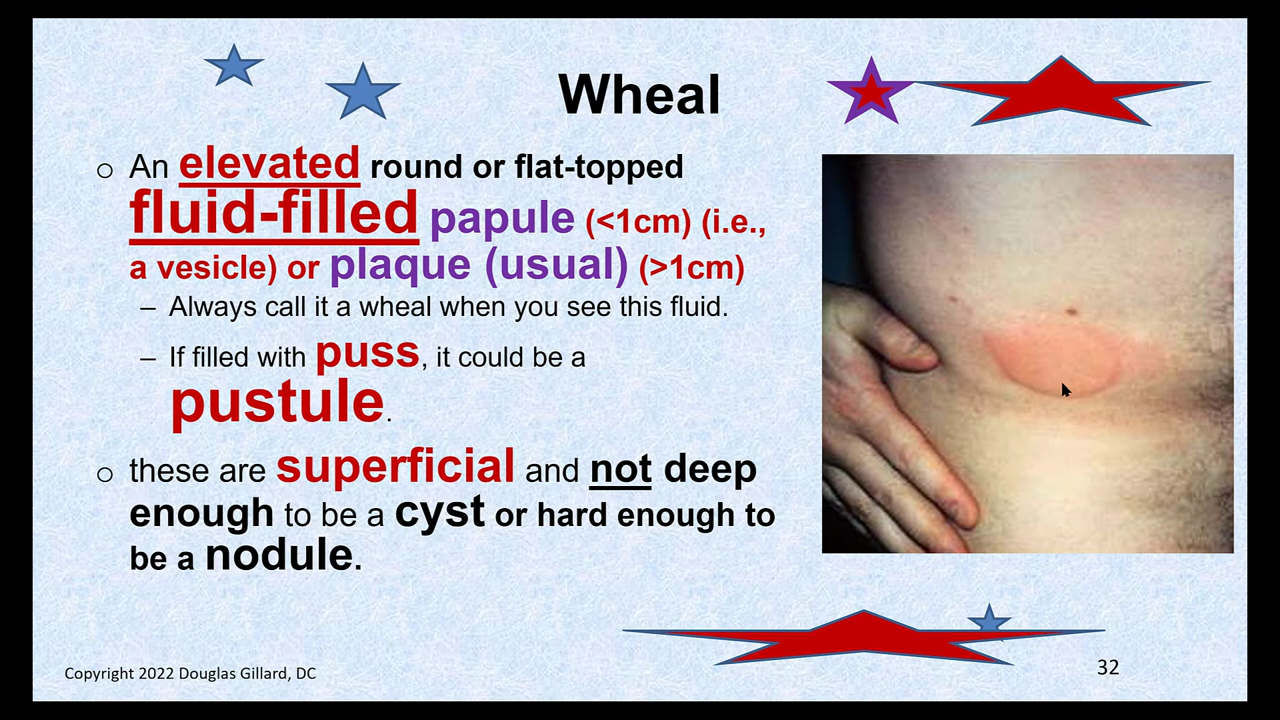 Wheal
o An elevated round or flat-topped
fluid-filled papule (<1cm) (i.e.,
a vesicle) or plaque (usual) (>1cm)
– Always call it a wheal when you see this fluid.
– If filled with puss, it could be a
pustule.
o these are superficial and not deep
enough to be a cyst or hard enough to
be a nodule.
Copyright 2022 Douglas Gillard, DC
32